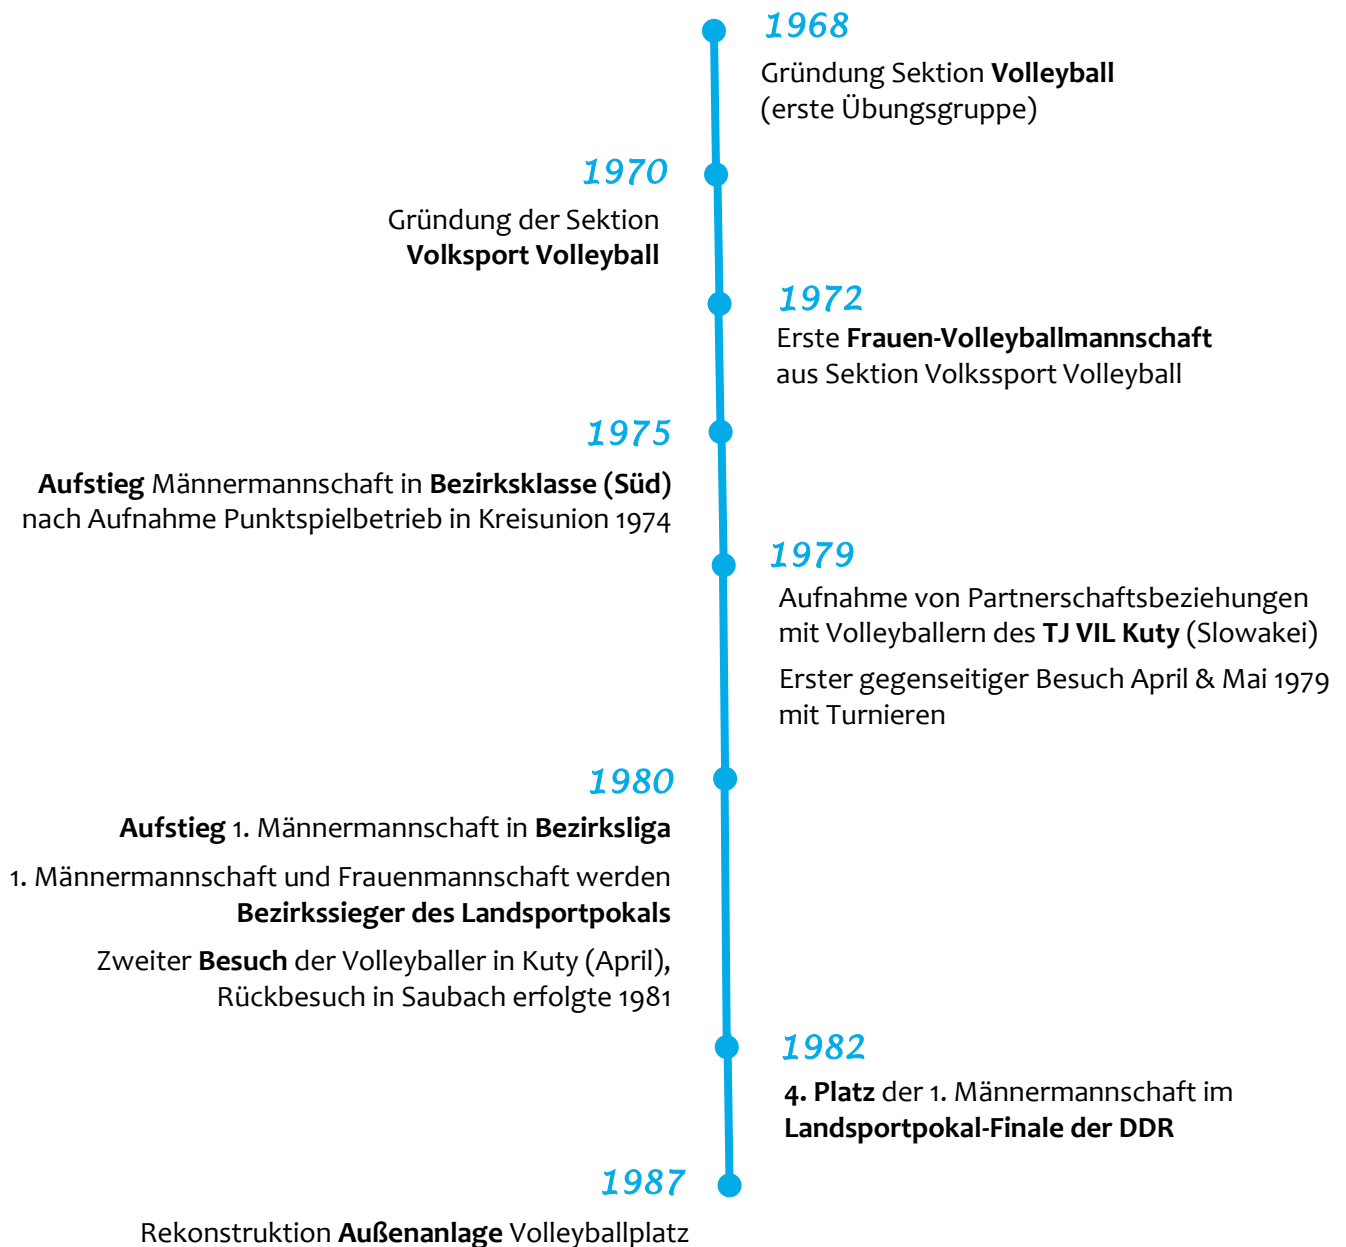 1968
Gründung Sektion Volleyball
(erste Übungsgruppe)
1970
Gründung der Sektion
Volksport Volleyball
1972
Erste Frauen-Volleyballmannschaft
aus Sektion Volkssport Volleyball
1975
Aufstieg Männermannschaft in Bezirksklasse (Süd)
nach Aufnahme Punktspielbetrieb in Kreisunion 1974
1979
Aufnahme von Partnerschaftsbeziehungen
mit Volleyballern des TJ VIL Kuty (Slowakei)
Erster gegenseitiger Besuch April & Mai 1979
mit Turnieren
1980
Aufstieg 1. Männermannschaft in Bezirksliga
1. Männermannschaft und Frauenmannschaft werden
Bezirkssieger des Landsportpokals
Zweiter Besuch der Volleyballer in Kuty (April),
Rückbesuch in Saubach erfolgte 1981
1982
4. Platz der 1. Männermannschaft im
Landsportpokal-Finale der DDR
1987
Rekonstruktion Außenanlage Volleyballplatz